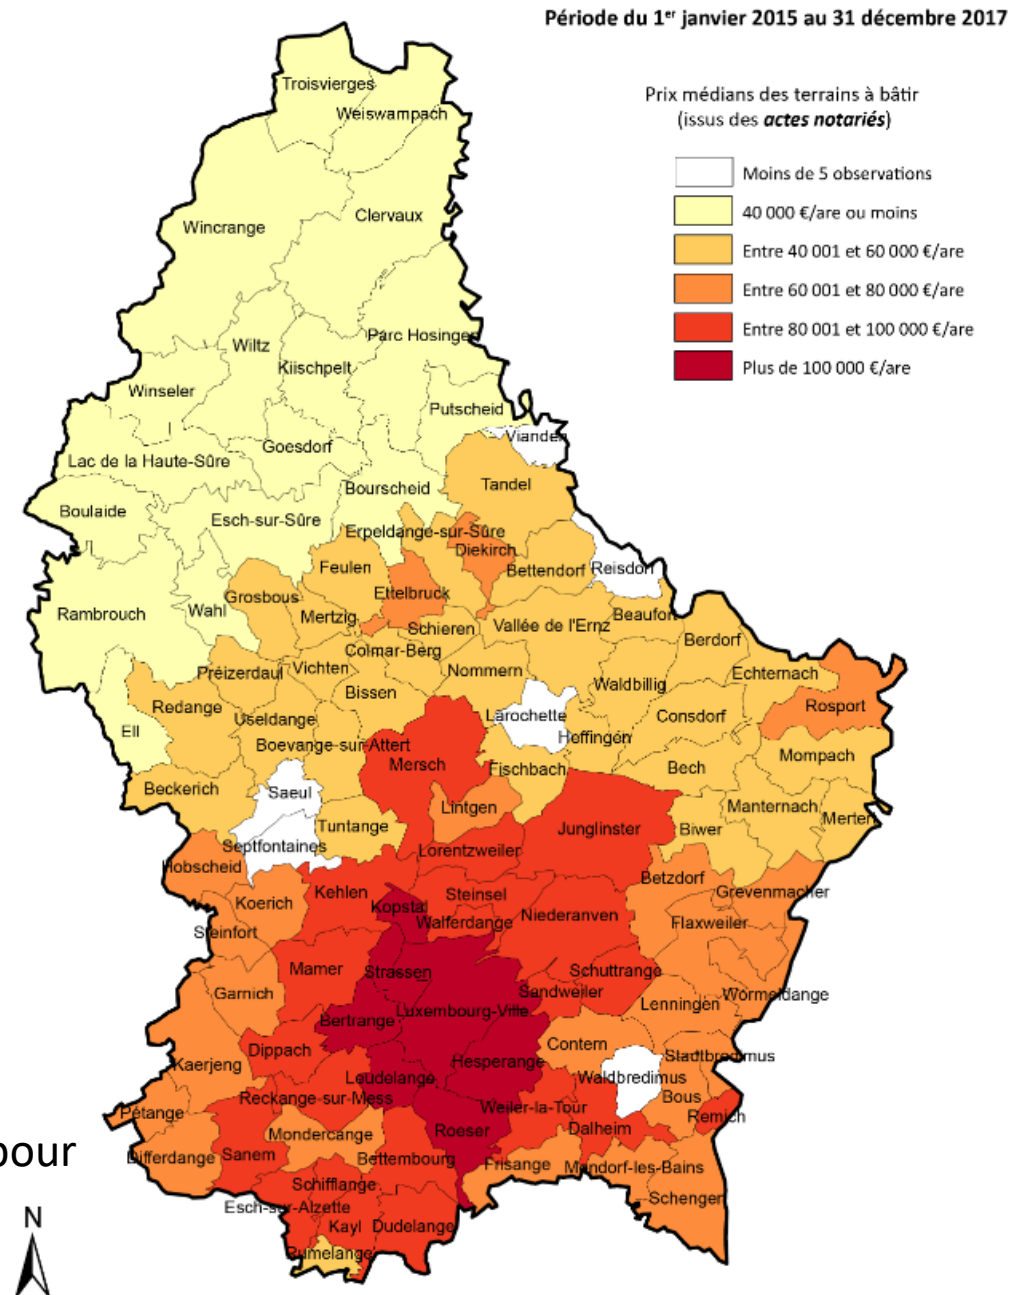 Période du 1er janvier 2015 au 31 décembre 2017
Prix médians des terrains à bâtir
(issus des actes notariés)
Moins de 5 observations
40 000 €/are ou moins
Entre 40 001 et 60 000 €/are
Entre 60 001 et 80 000 €/are
Entre 80 001 et 100 000 €/are
Plus de 100 000 €/are
Troisvierges
Weiswampach
Clervaux
Wincrange
Parc Hosingen
Wiltz
Kiischpelt
Winseler
Putscheid
Vianden
Goesdorf
Lac de la Haute-Sûre
Tandel
Bourscheid
Boulaide
Esch-sur-Sûre
Erpeldange-sur-Sûre
Diekirch
Feulen
Bettendorf
Reisdorf
Ettelbruck
Grosbous
Rambrouch
Wahl
Mertzig
Beaufort
Schieren
Vallée de l'Ernz
Berdorf
Colmar-Berg
Préizerdaul
Vichten
Nommern
Echternach
Waldbillig
Bissen
Redange
Rosport
Useldange
Larochette
Consdorf
Ell
Heffingen
Boevange-sur-Attert
Mompach
Mersch
Fischbach
Bech
Beckerich
Saeul
Lintgen
Manternach
Mertert
Tuntange
Junglinster
Biwer
Septfontaines
Lorentzweiler
Hobscheid
Betzdorf
Grevenmacher
Kehlen
Steinsel
Koerich
Kopstal
Niederanven
Walferdange
Flaxweiler
Steinfort
Mamer
Strassen
Schuttrange
Garnich
Sandweiler
Wormeldange
Lenningen
Luxembourg-Ville
Bertrange
Contern
Dippach
Stadtbredimus
Kaerjeng
Hesperange
Leudelange
Waldbredimus
Reckange-sur-Mess
Bous
Pétange
Weiler-la-Tour
Remich
Mondercange
Roeser
Dalheim
Differdange
Sanem
Bettembourg
Frisange
Mondorf-les-Bains
Schifflange
Schengen
Esch-sur-Alzette
Kayl
Dudelange
Rumelange
pour
N